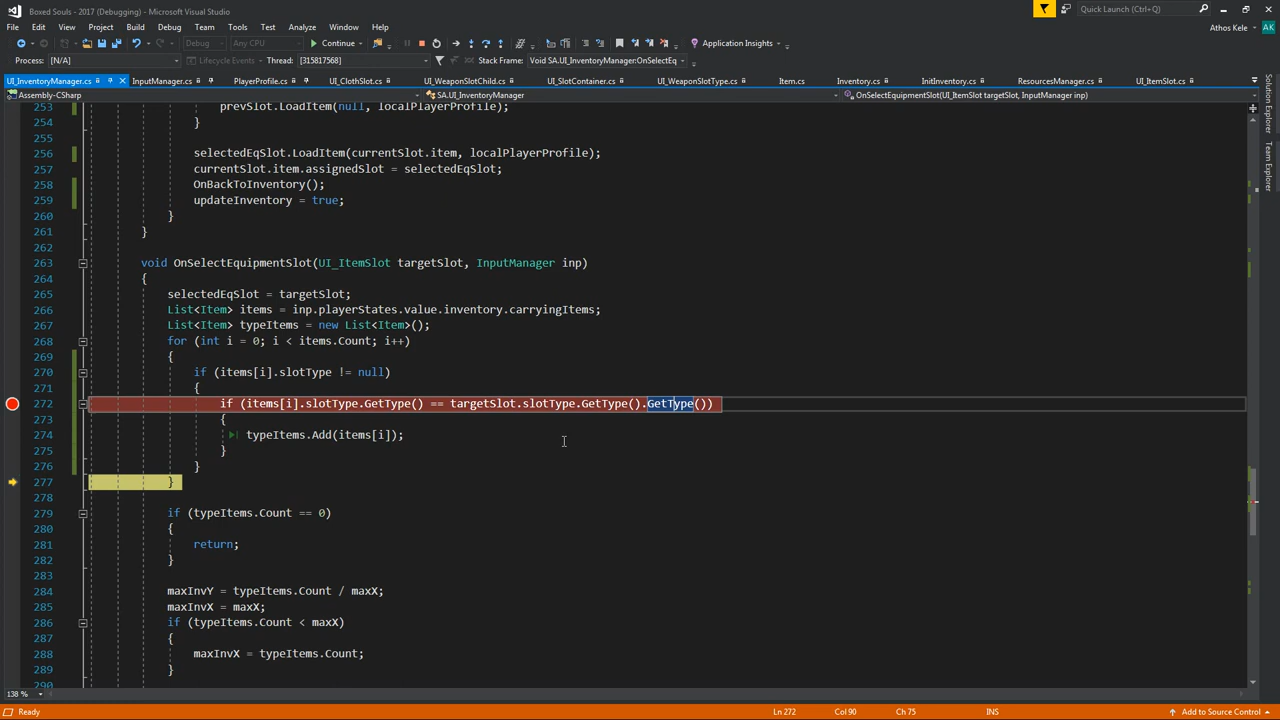 Boxed Souls - 2017 (Debugging) - Microsoft Visual Studio
Quick Launch (Ctrl+Q)
File Edit View Project Build Debug Team Tools Test Analyze Window Help
Athos Kele AK
Debug Any CPU Continue Application Insights
Process: [N/A] Lifecycle Events Thread: [315817568] Stack Frame: Void SA.UI_InventoryManager:OnSelectEq
UI_InventoryManager.cs InputManager.cs PlayerProfile.cs UI_ClothSlot.cs UI_WeaponSlotChild.cs UI_SlotContainer.cs UI_WeaponSlotType.cs Item.cs Inventory.cs InitInventory.cs ResourcesManager.cs UI_ItemSlot.cs
Assembly-CSharp SA.UI_InventoryManager OnSelectEquipmentSlot(UI_ItemSlot targetSlot, InputManager inp)
253 prevSlot.LoadItem(null, localPlayerProfile);
254 }
255
256 selectedEqSlot.LoadItem(currentSlot.item, localPlayerProfile);
257 currentSlot.item.assignedSlot = selectedEqSlot;
258 OnBackToInventory();
259 updateInventory = true;
260 }
261 }
262
263 void OnSelectEquipmentSlot(UI_ItemSlot targetSlot, InputManager inp)
264 {
265 selectedEqSlot = targetSlot;
266 List<Item> items = inp.playerStates.value.inventory.carryingItems;
267 List<Item> typeItems = new List<Item>();
268 for (int i = 0; i < items.Count; i++)
269 {
270 if (items[i].slotType != null)
271 {
272 if (items[i].slotType.GetType() == targetSlot.slotType.GetType().GetType())
273 {
274 typeItems.Add(items[i]);
275 }
276 }
277 }
278
279 if (typeItems.Count == 0)
280 {
281 return;
282 }
283
284 maxInvY = typeItems.Count / maxX;
285 maxInvX = maxX;
286 if (typeItems.Count < maxX)
287 {
288 maxInvX = typeItems.Count;
289 }
290
138 %
Solution Explorer
Team Explorer
Ready Ln 272 Col 90 Ch 75 INS Add to Source Control